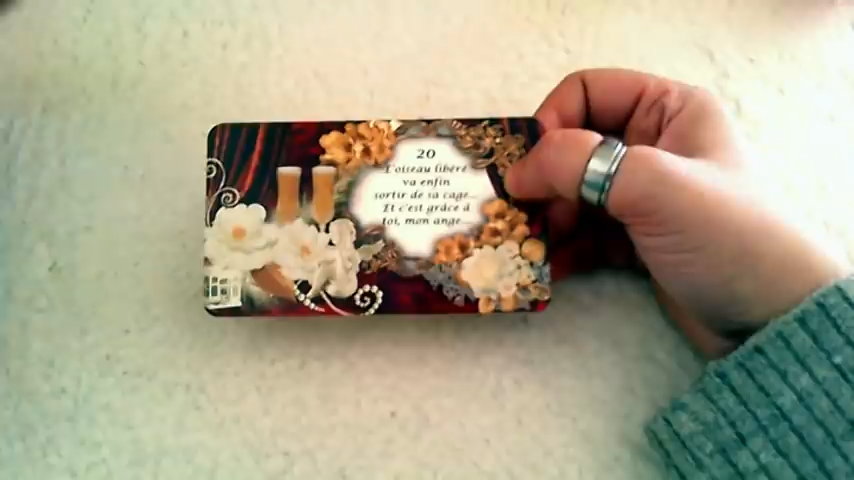 20
L'oiseau libéré
va enfin
sortir de sa cage...
Et c'est grâce à
toi, mon ange...